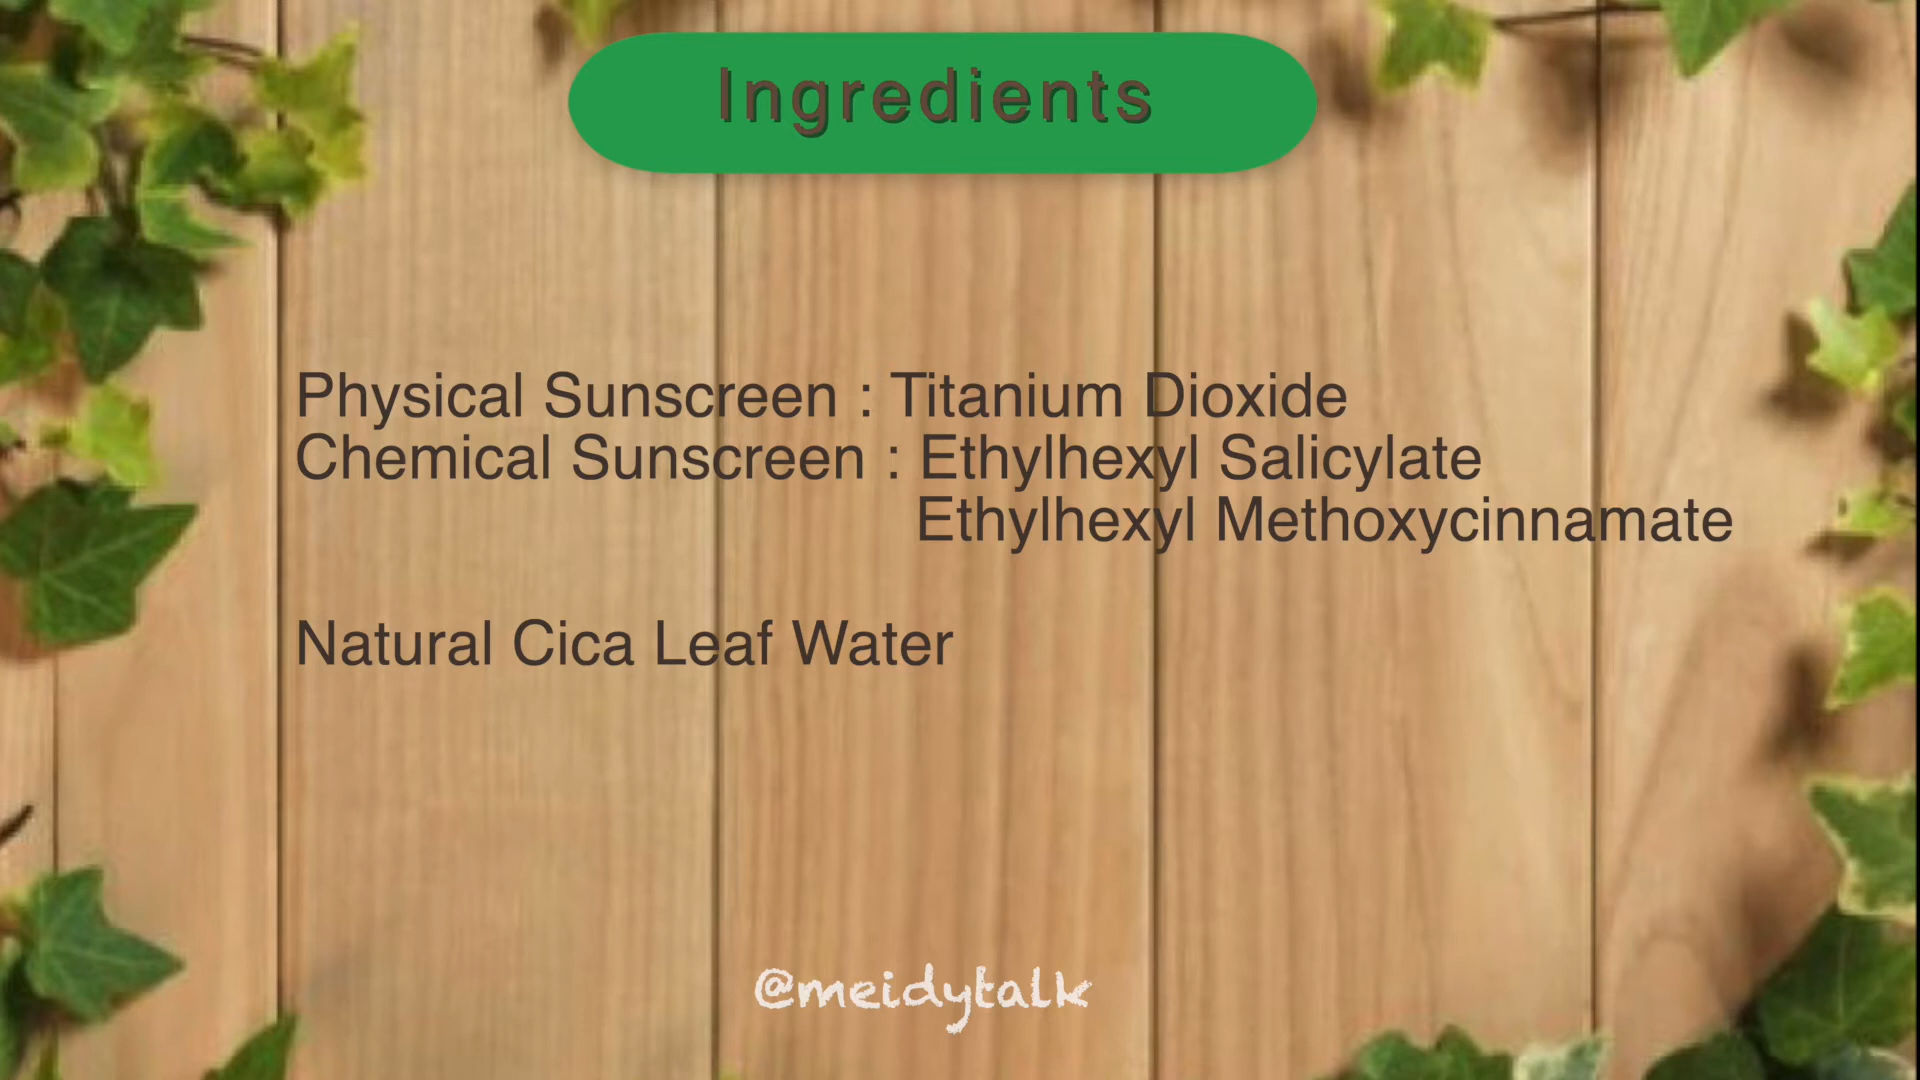 Ingredients
Physical Sunscreen : Titanium Dioxide
Chemical Sunscreen : Ethylhexyl Salicylate
Ethylhexyl Methoxycinnamate
Natural Cica Leaf Water
@meidytalk